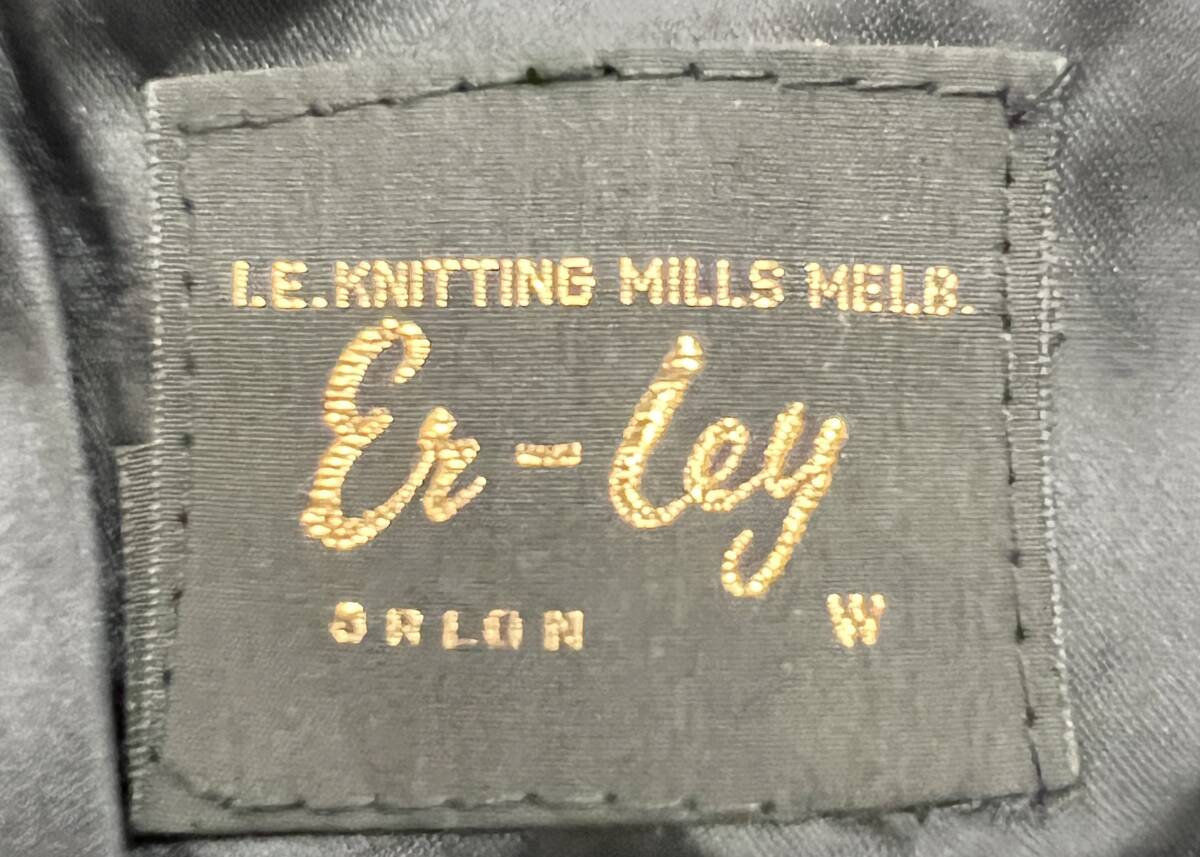 I.E. KNITTING MILLS MELB.
Er-ley
ORLON W